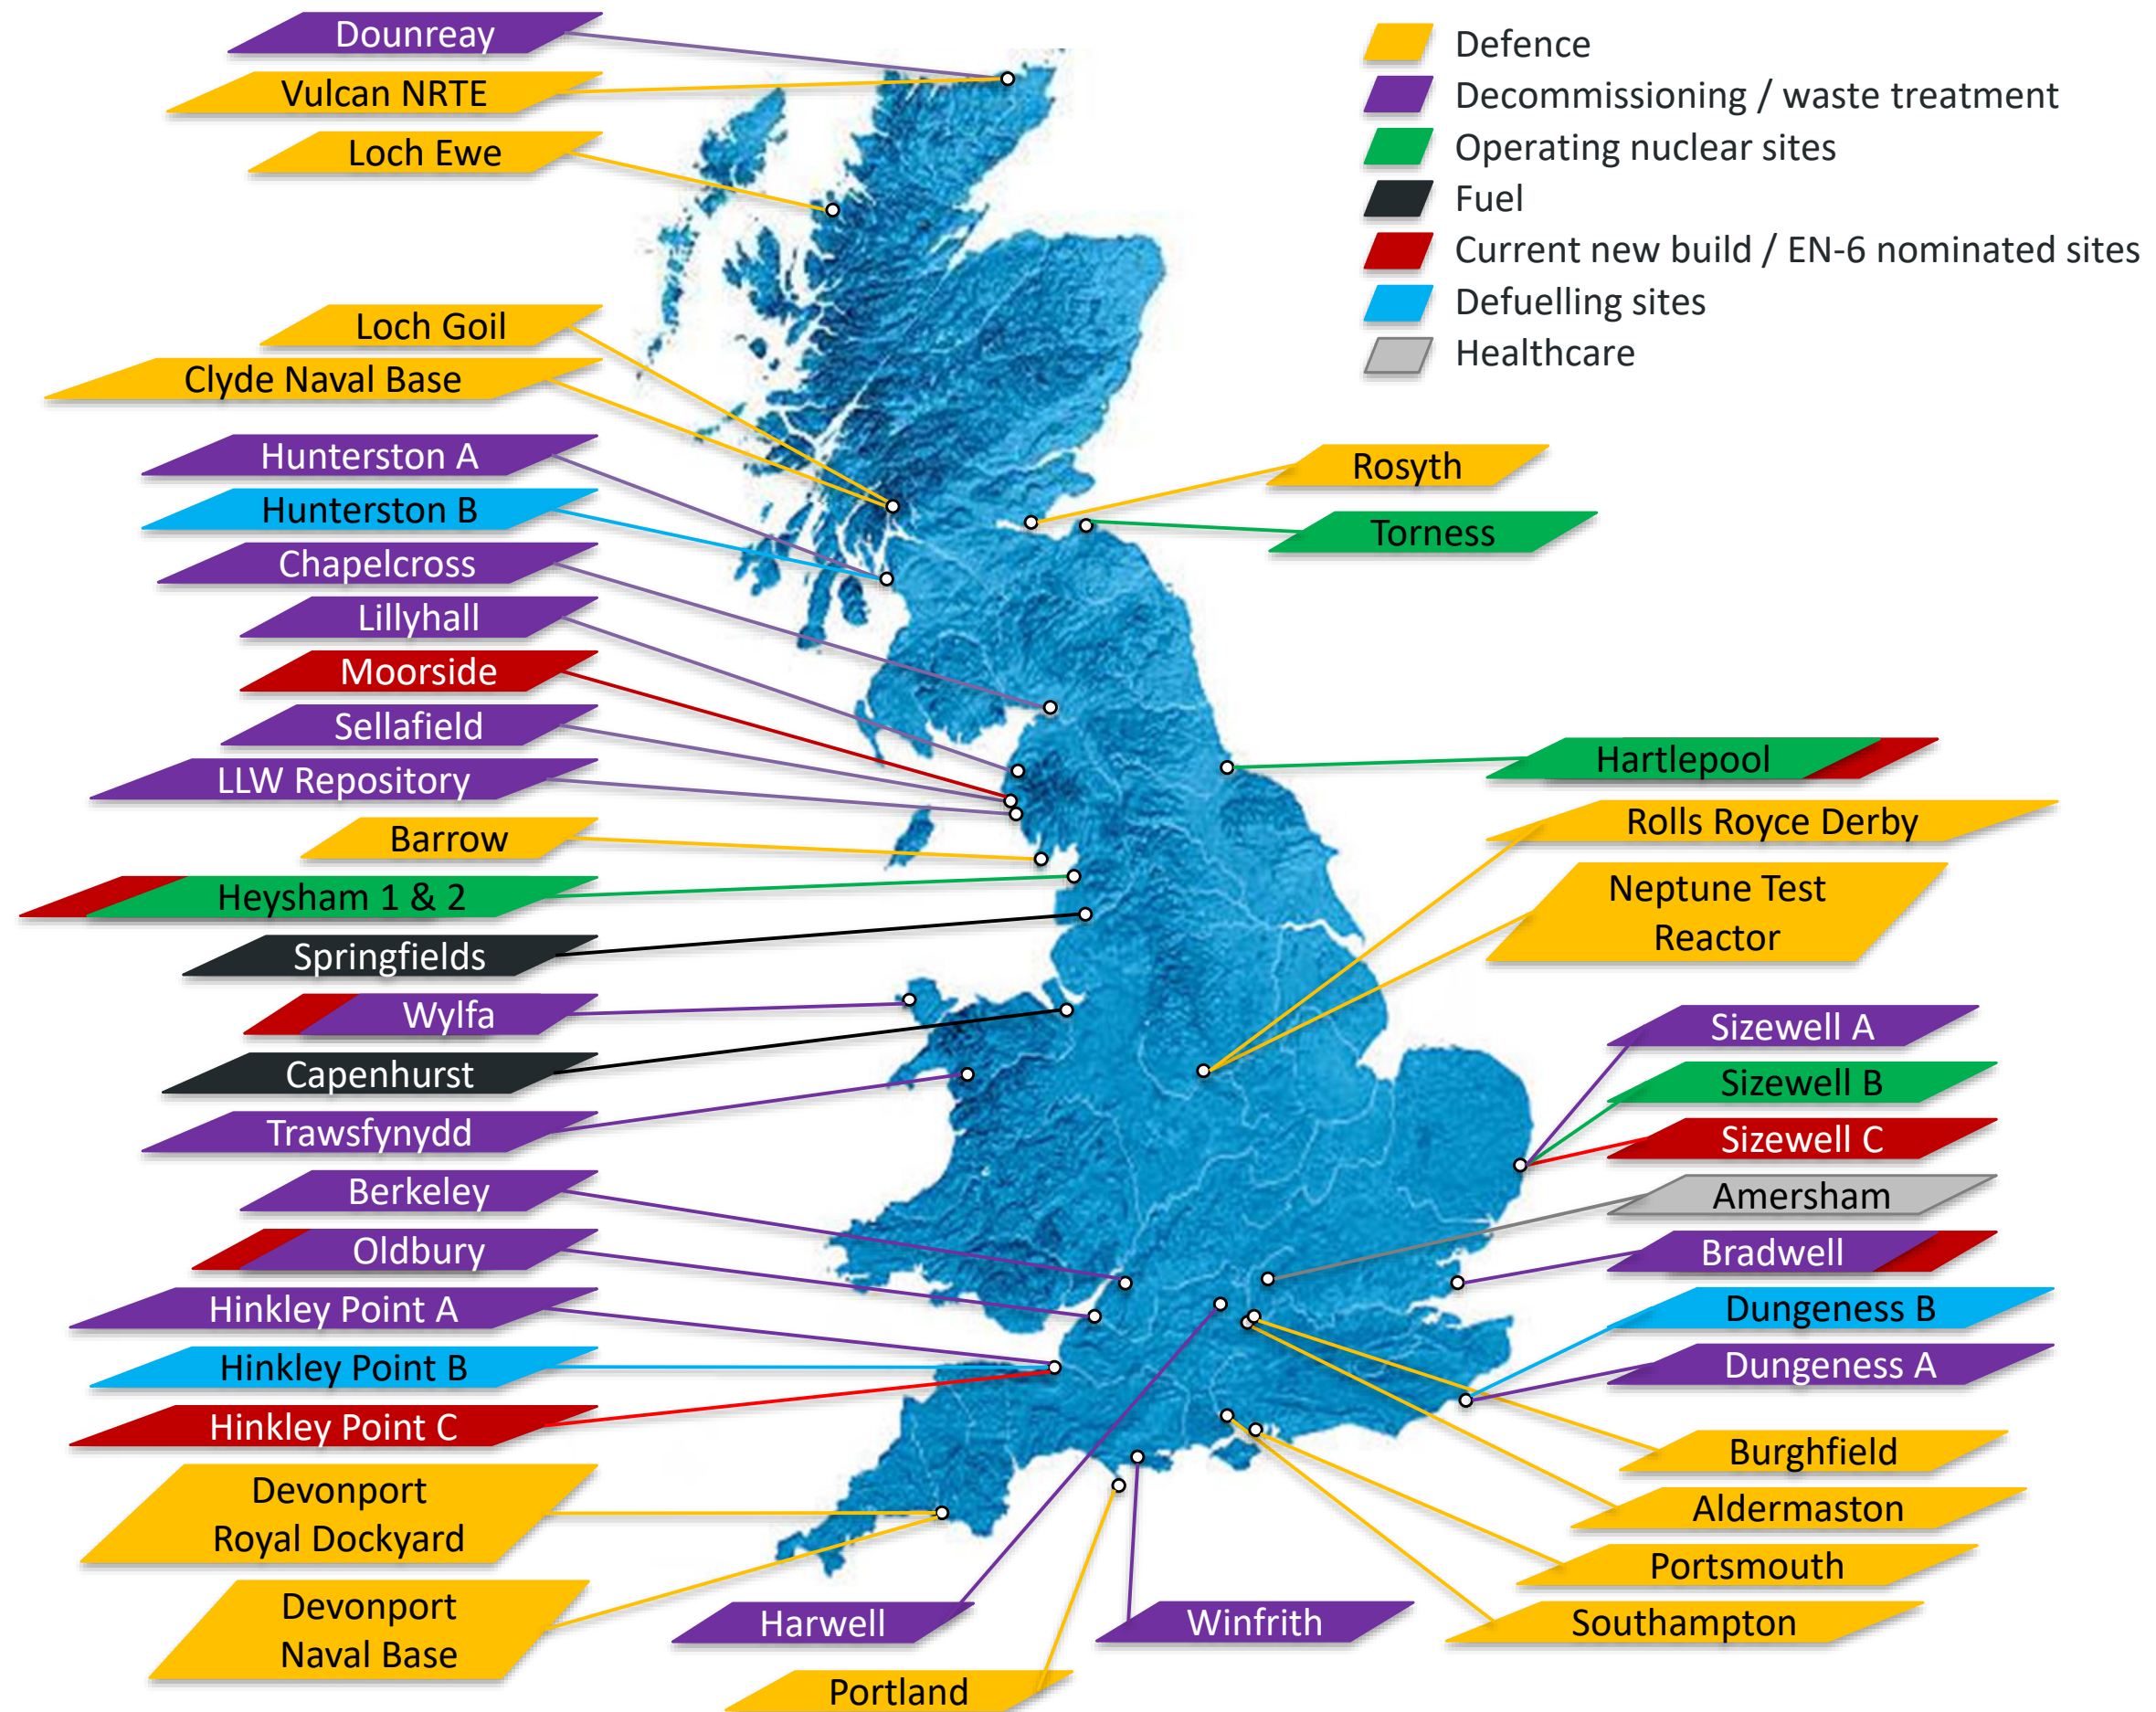 Dounreay
Vulcan NRTE
Loch Ewe
Loch Goil
Clyde Naval Base
Hunterston A
Hunterston B
Chapelcross
Lillyhall
Moorside
Sellafield
LLW Repository
Barrow
Heysham 1 & 2
Springfields
Wylfa
Capenhurst
Trawsfynydd
Berkeley
Oldbury
Hinkley Point A
Hinkley Point B
Hinkley Point C
Devonport
Royal Dockyard
Devonport
Naval Base
Harwell
Portland
Winfrith
Defence
Decommissioning / waste treatment
Operating nuclear sites
Fuel
Current new build / EN-6 nominated sites
Defuelling sites
Healthcare
Rosyth
Torness
Hartlepool
Rolls Royce Derby
Neptune Test
Reactor
Sizewell A
Sizewell B
Sizewell C
Amersham
Bradwell
Dungeness B
Dungeness A
Burghfield
Aldermaston
Portsmouth
Southampton